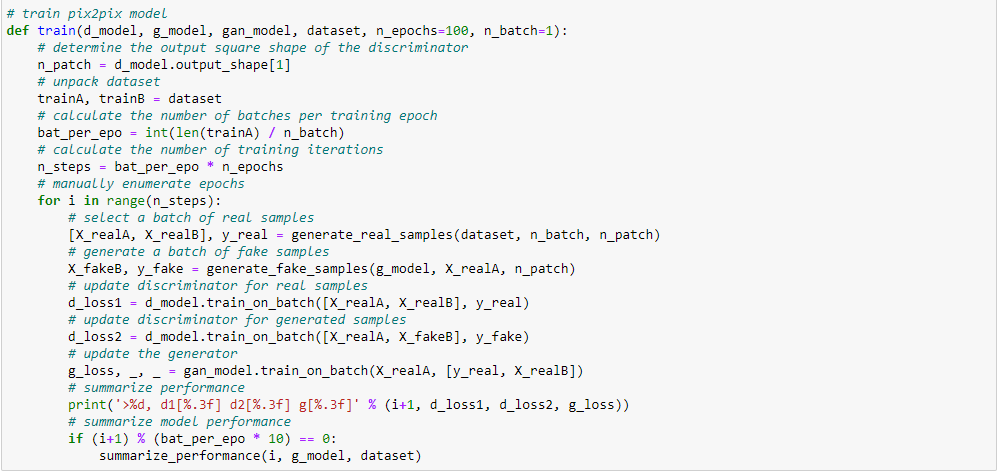 # train pix2pix model
def train(d_model, g_model, gan_model, dataset, n_epochs=100, n_batch=1):
    # determine the output square shape of the discriminator
    n_patch = d_model.output_shape[1]
    # unpack dataset
    trainA, trainB = dataset
    # calculate the number of batches per training epoch
    bat_per_epo = int(len(trainA) / n_batch)
    # calculate the number of training iterations
    n_steps = bat_per_epo * n_epochs
    # manually enumerate epochs
    for i in range(n_steps):
        # select a batch of real samples
        [X_realA, X_realB], y_real = generate_real_samples(dataset, n_batch, n_patch)
        # generate a batch of fake samples
        X_fakeB, y_fake = generate_fake_samples(g_model, X_realA, n_patch)
        # update discriminator for real samples
        d_loss1 = d_model.train_on_batch([X_realA, X_realB], y_real)
        # update discriminator for generated samples
        d_loss2 = d_model.train_on_batch([X_realA, X_fakeB], y_fake)
        # update the generator
        g_loss, _, _ = gan_model.train_on_batch(X_realA, [y_real, X_realB])
        # summarize performance
        print('>%d, d1[%.3f] d2[%.3f] g[%.3f]' % (i+1, d_loss1, d_loss2, g_loss))
        # summarize model performance
        if (i+1) % (bat_per_epo * 10) == 0:
            summarize_performance(i, g_model, dataset)